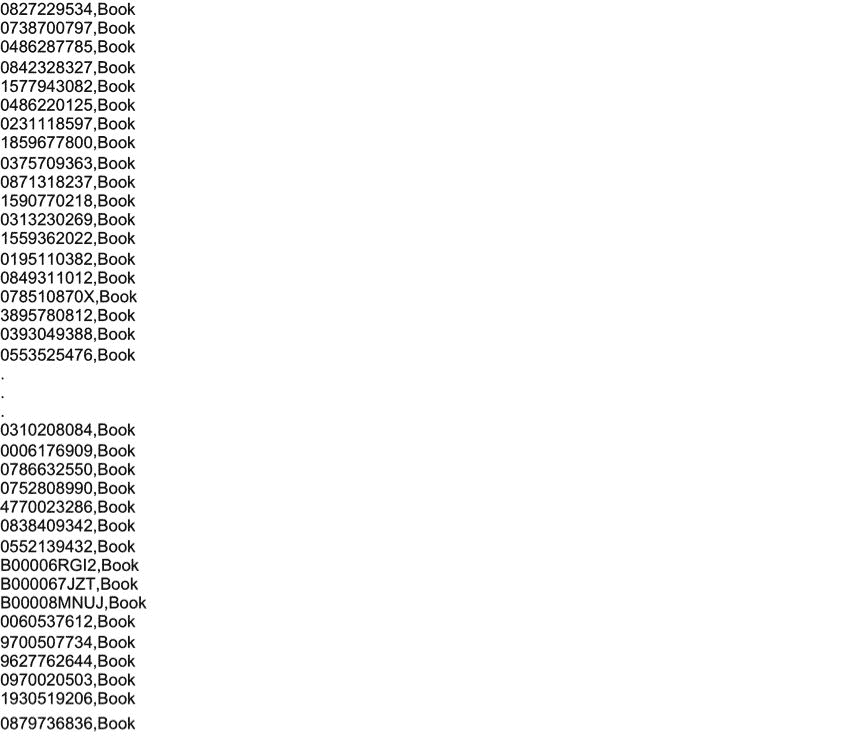 0827229534,Book
0738700797,Book
0486287785,Book
0842328327,Book
1577943082,Book
0486220125,Book
0231118597,Book
1859677800,Book
0375709363,Book
0871318237,Book
1590770218,Book
0313230269,Book
1559362022,Book
0195110382,Book
0849311012,Book
078510870X,Book
3895780812,Book
0393049388,Book
0553525476,Book
.
.
.
0310208084,Book
0006176909,Book
0786632550,Book
0752808990,Book
4770023286,Book
0838409342,Book
0552139432,Book
B00006RGI2,Book
B000067JZT,Book
B00008MNUJ,Book
0060537612,Book
9700507734,Book
9627762644,Book
0970020503,Book
1930519206,Book
0879736836,Book